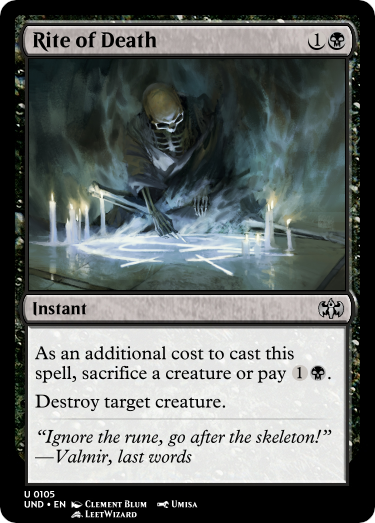 Rite of Death 1
Instant
As an additional cost to cast this
spell, sacrifice a creature or pay 1 .
Destroy target creature.
“Ignore the rune, go after the skeleton!”
—Valmir, last words
U 0105
UND • EN Clement Blum Umisa
LeetWizard